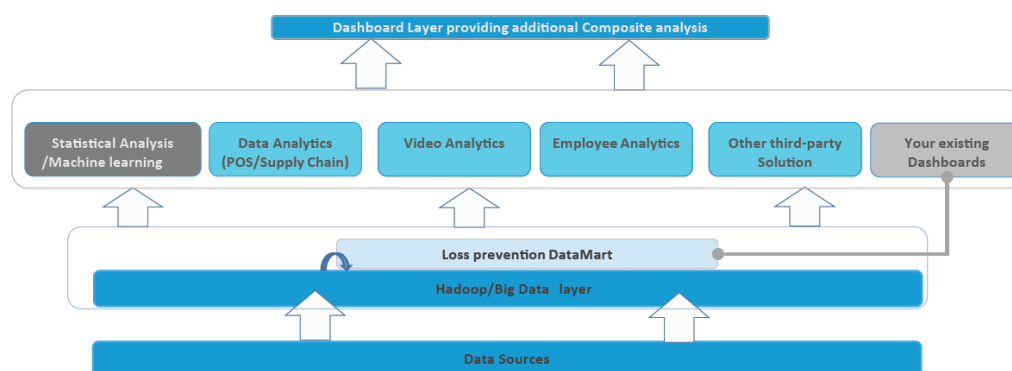 Dashboard Layer providing additional Composite analysis
Statistical Analysis
/Machine learning
Data Analytics
(POS/Supply Chain)
Video Analytics
Employee Analytics
Other third-party
Solution
Your existing
Dashboards
Loss prevention DataMart
Hadoop/Big Data layer
Data Sources